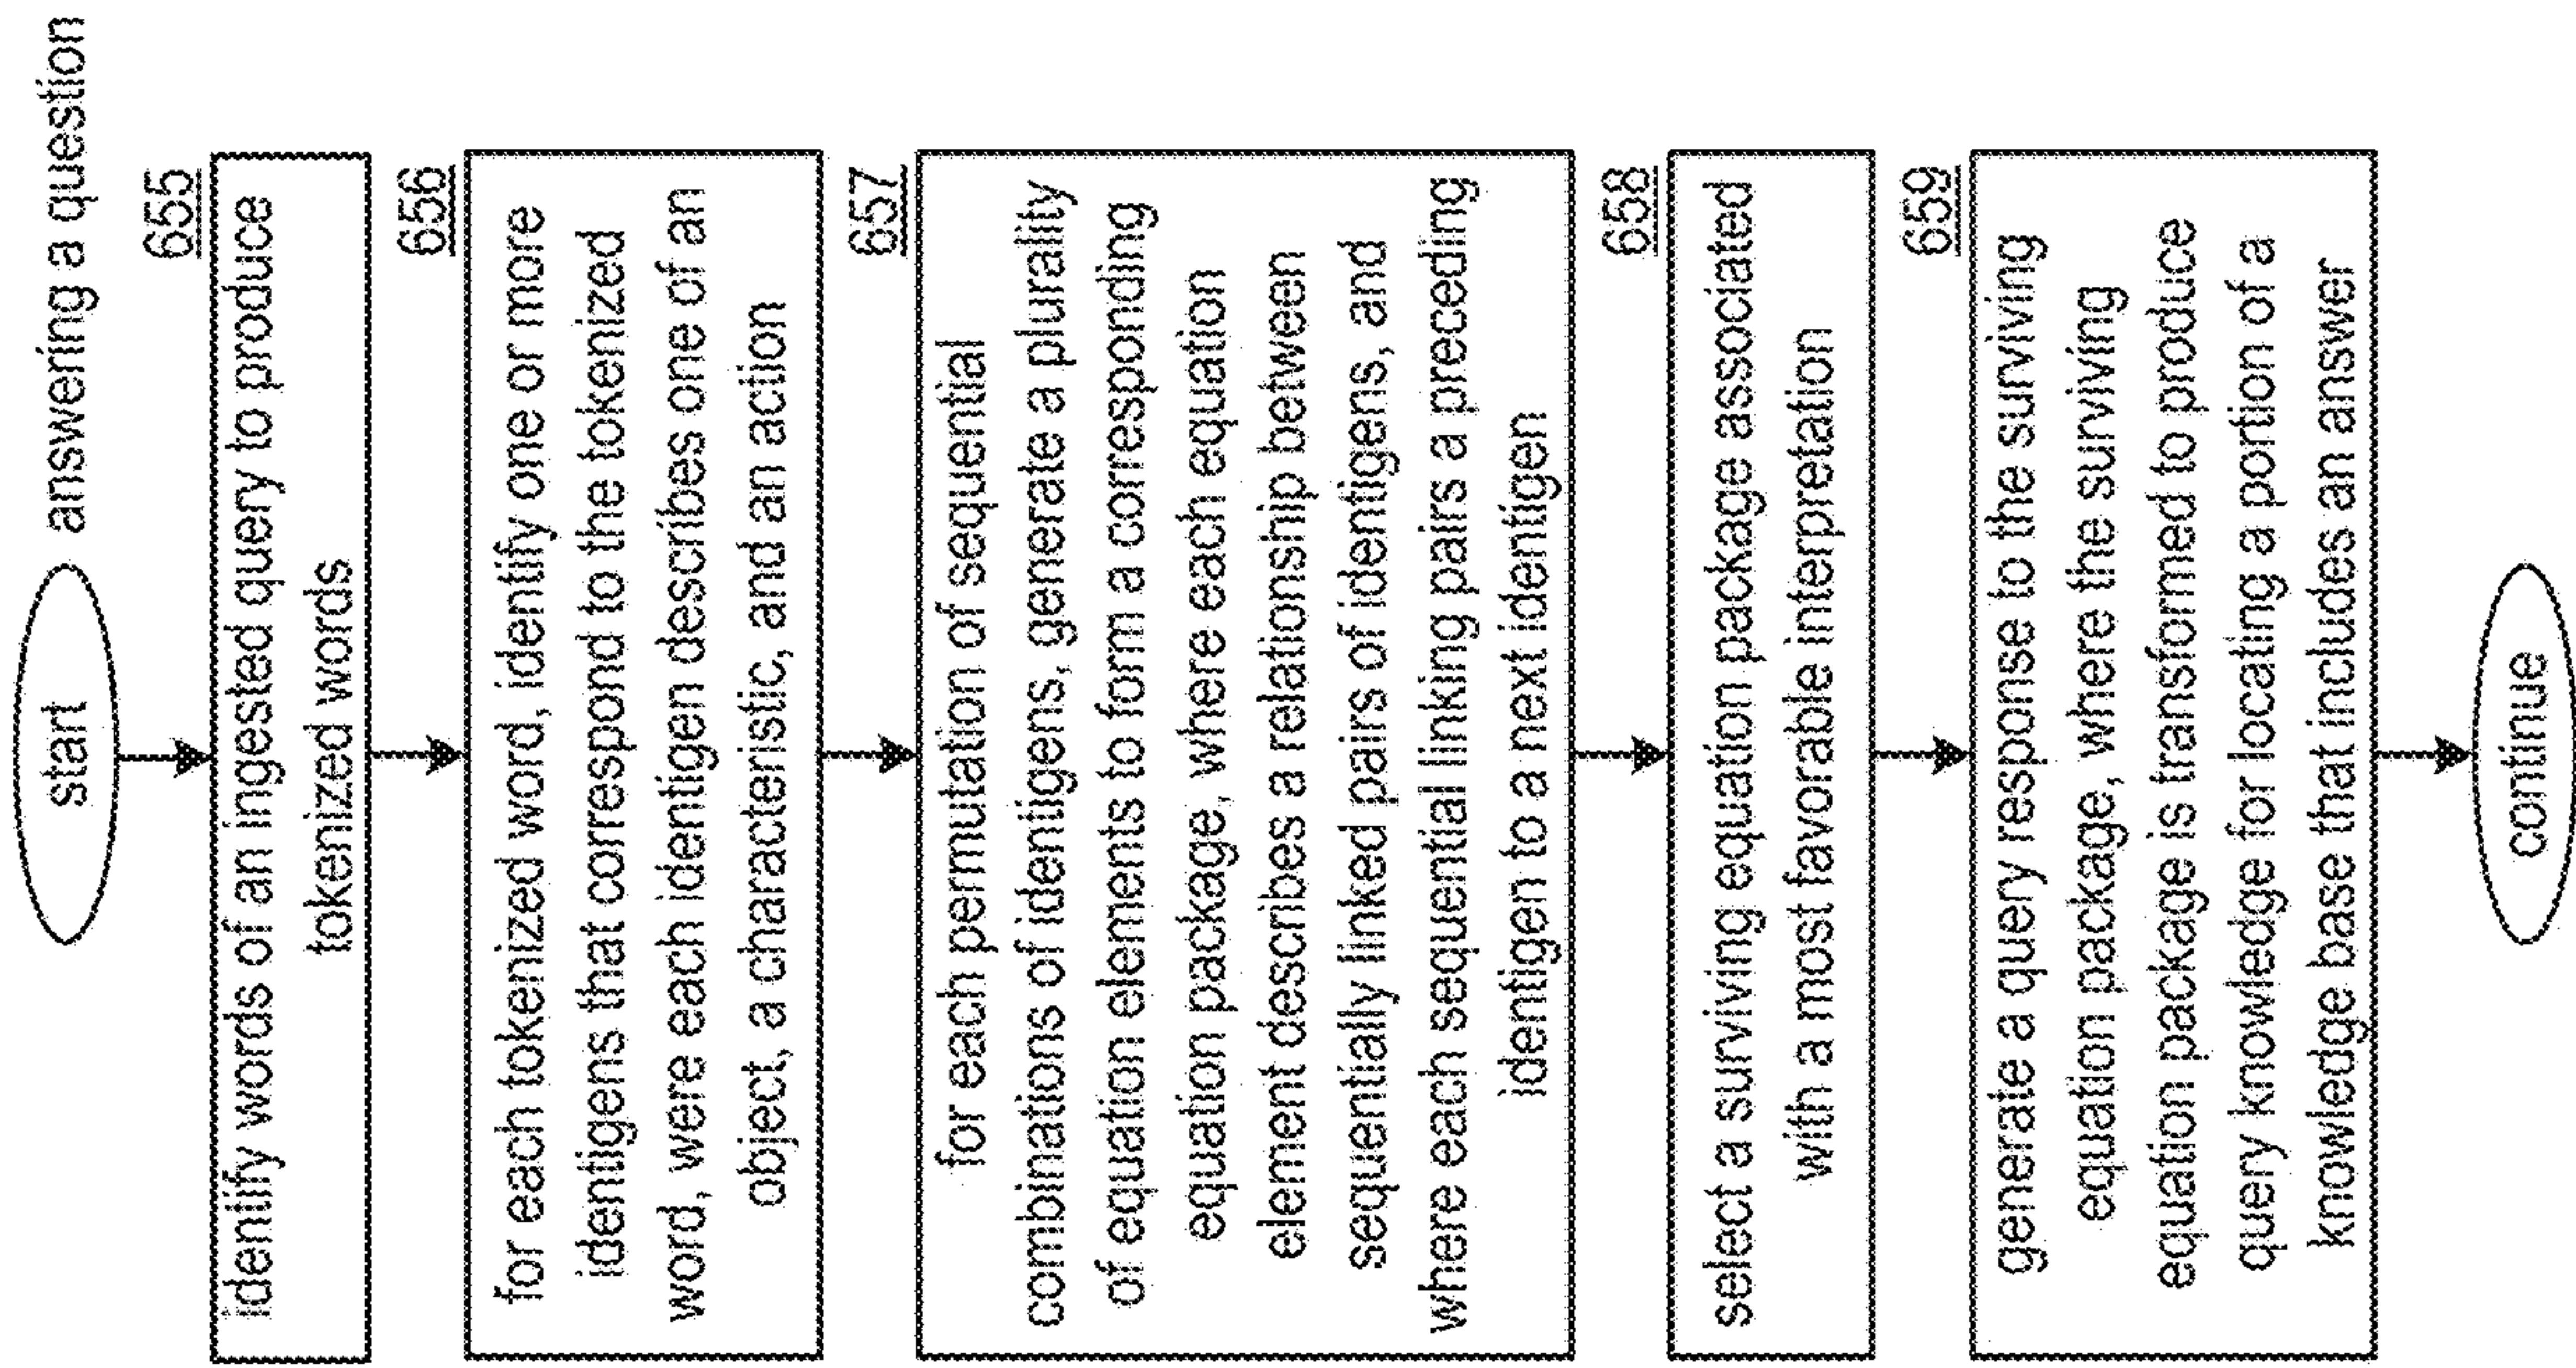 start
answering a question
655
identify words of an ingested query to produce
tokenized words
656
for each tokenized word, identify one or more
identigens that correspond to the tokenized
word, were each identigen describes one of an
object, a characteristic, and an action
657
for each permutation of sequential
combinations of identigens, generate a plurality
of equation elements to form a corresponding
equation package, where each equation
element describes a relationship between
sequentially linked pairs of identigens, and
where each sequential linking pairs a preceding
identigen to a next identigen
658
select a surviving equation package associated
with a most favorable interpretation
659
generate a query response to the surviving
equation package, where the surviving
equation package is transformed to produce
query knowledge for locating a portion of a
knowledge base that includes an answer
continue